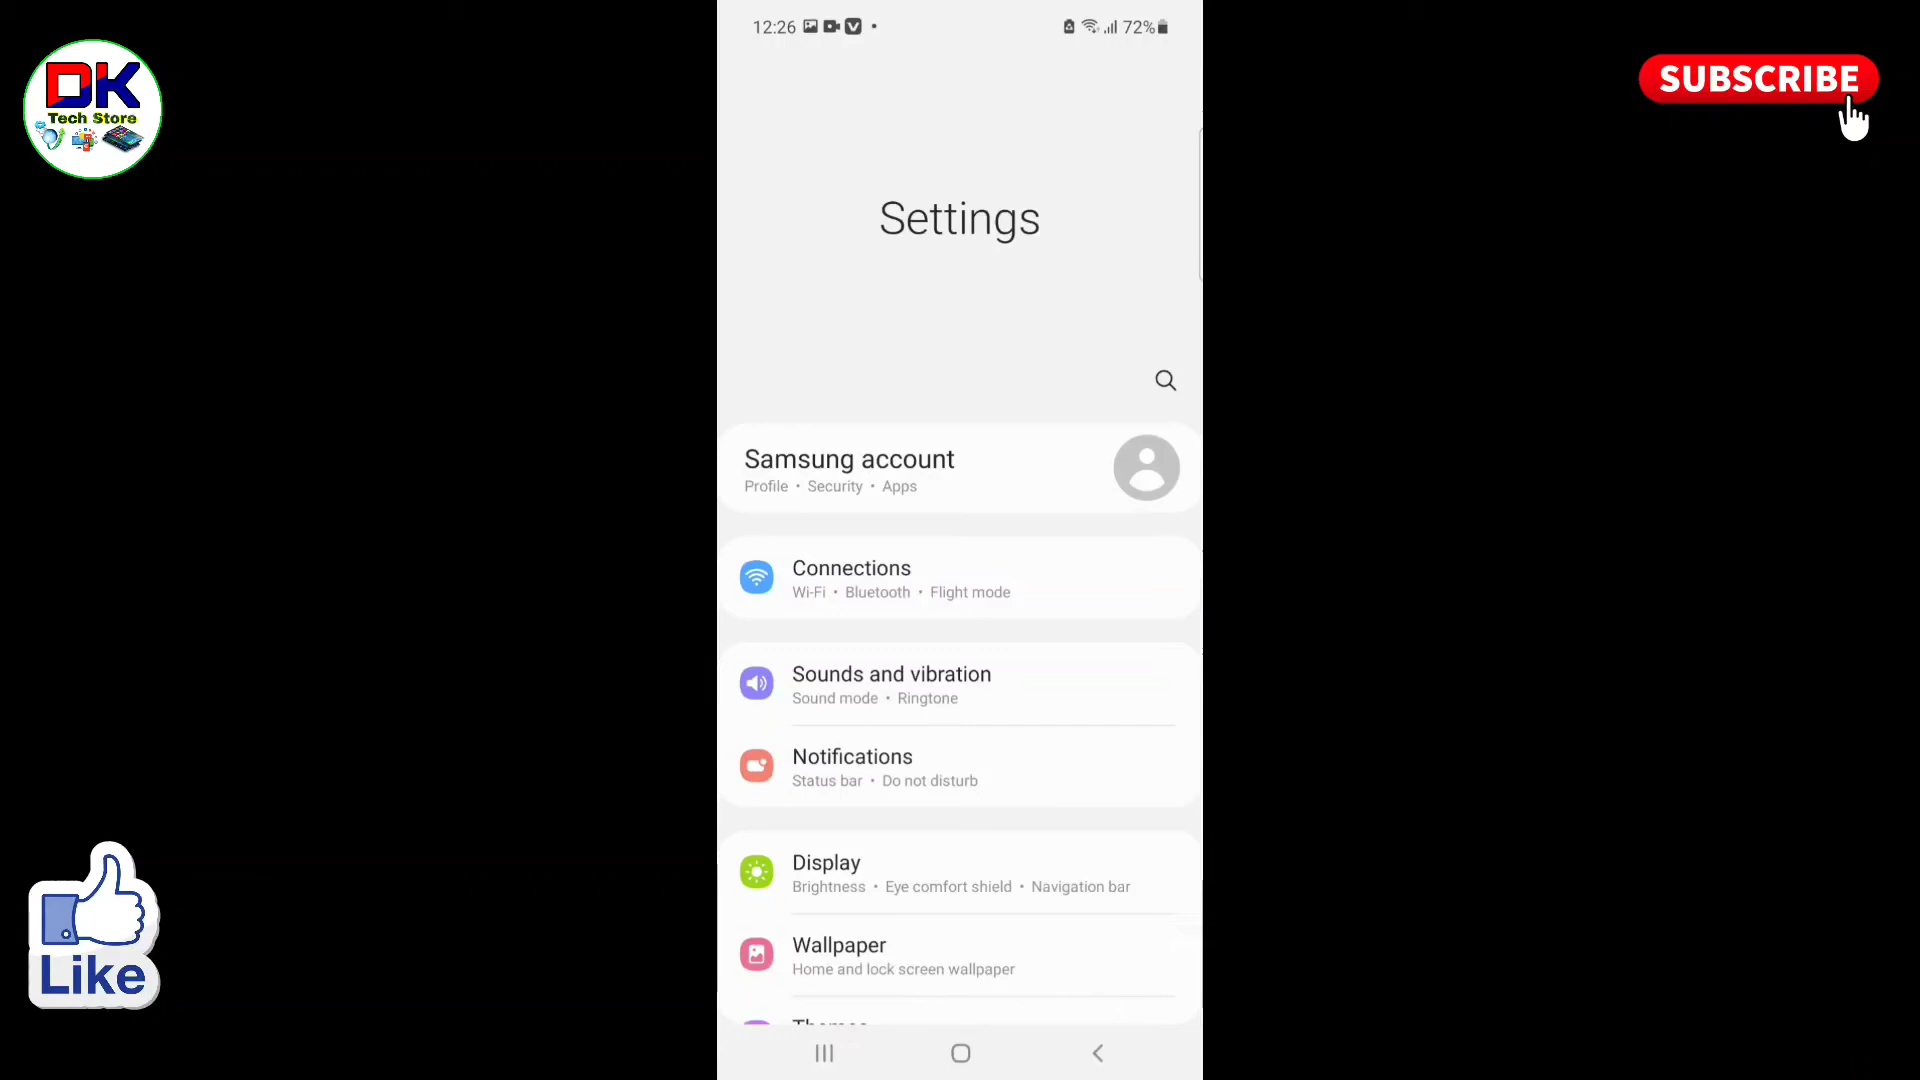 DK
Tech Store
SUBSCRIBE
12:26
72%
Settings
Samsung account
Profile • Security • Apps
Connections
Wi-Fi • Bluetooth • Flight mode
Sounds and vibration
Sound mode • Ringtone
Notifications
Status bar • Do not disturb
Display
Brightness • Eye comfort shield • Navigation bar
Wallpaper
Home and lock screen wallpaper
Like